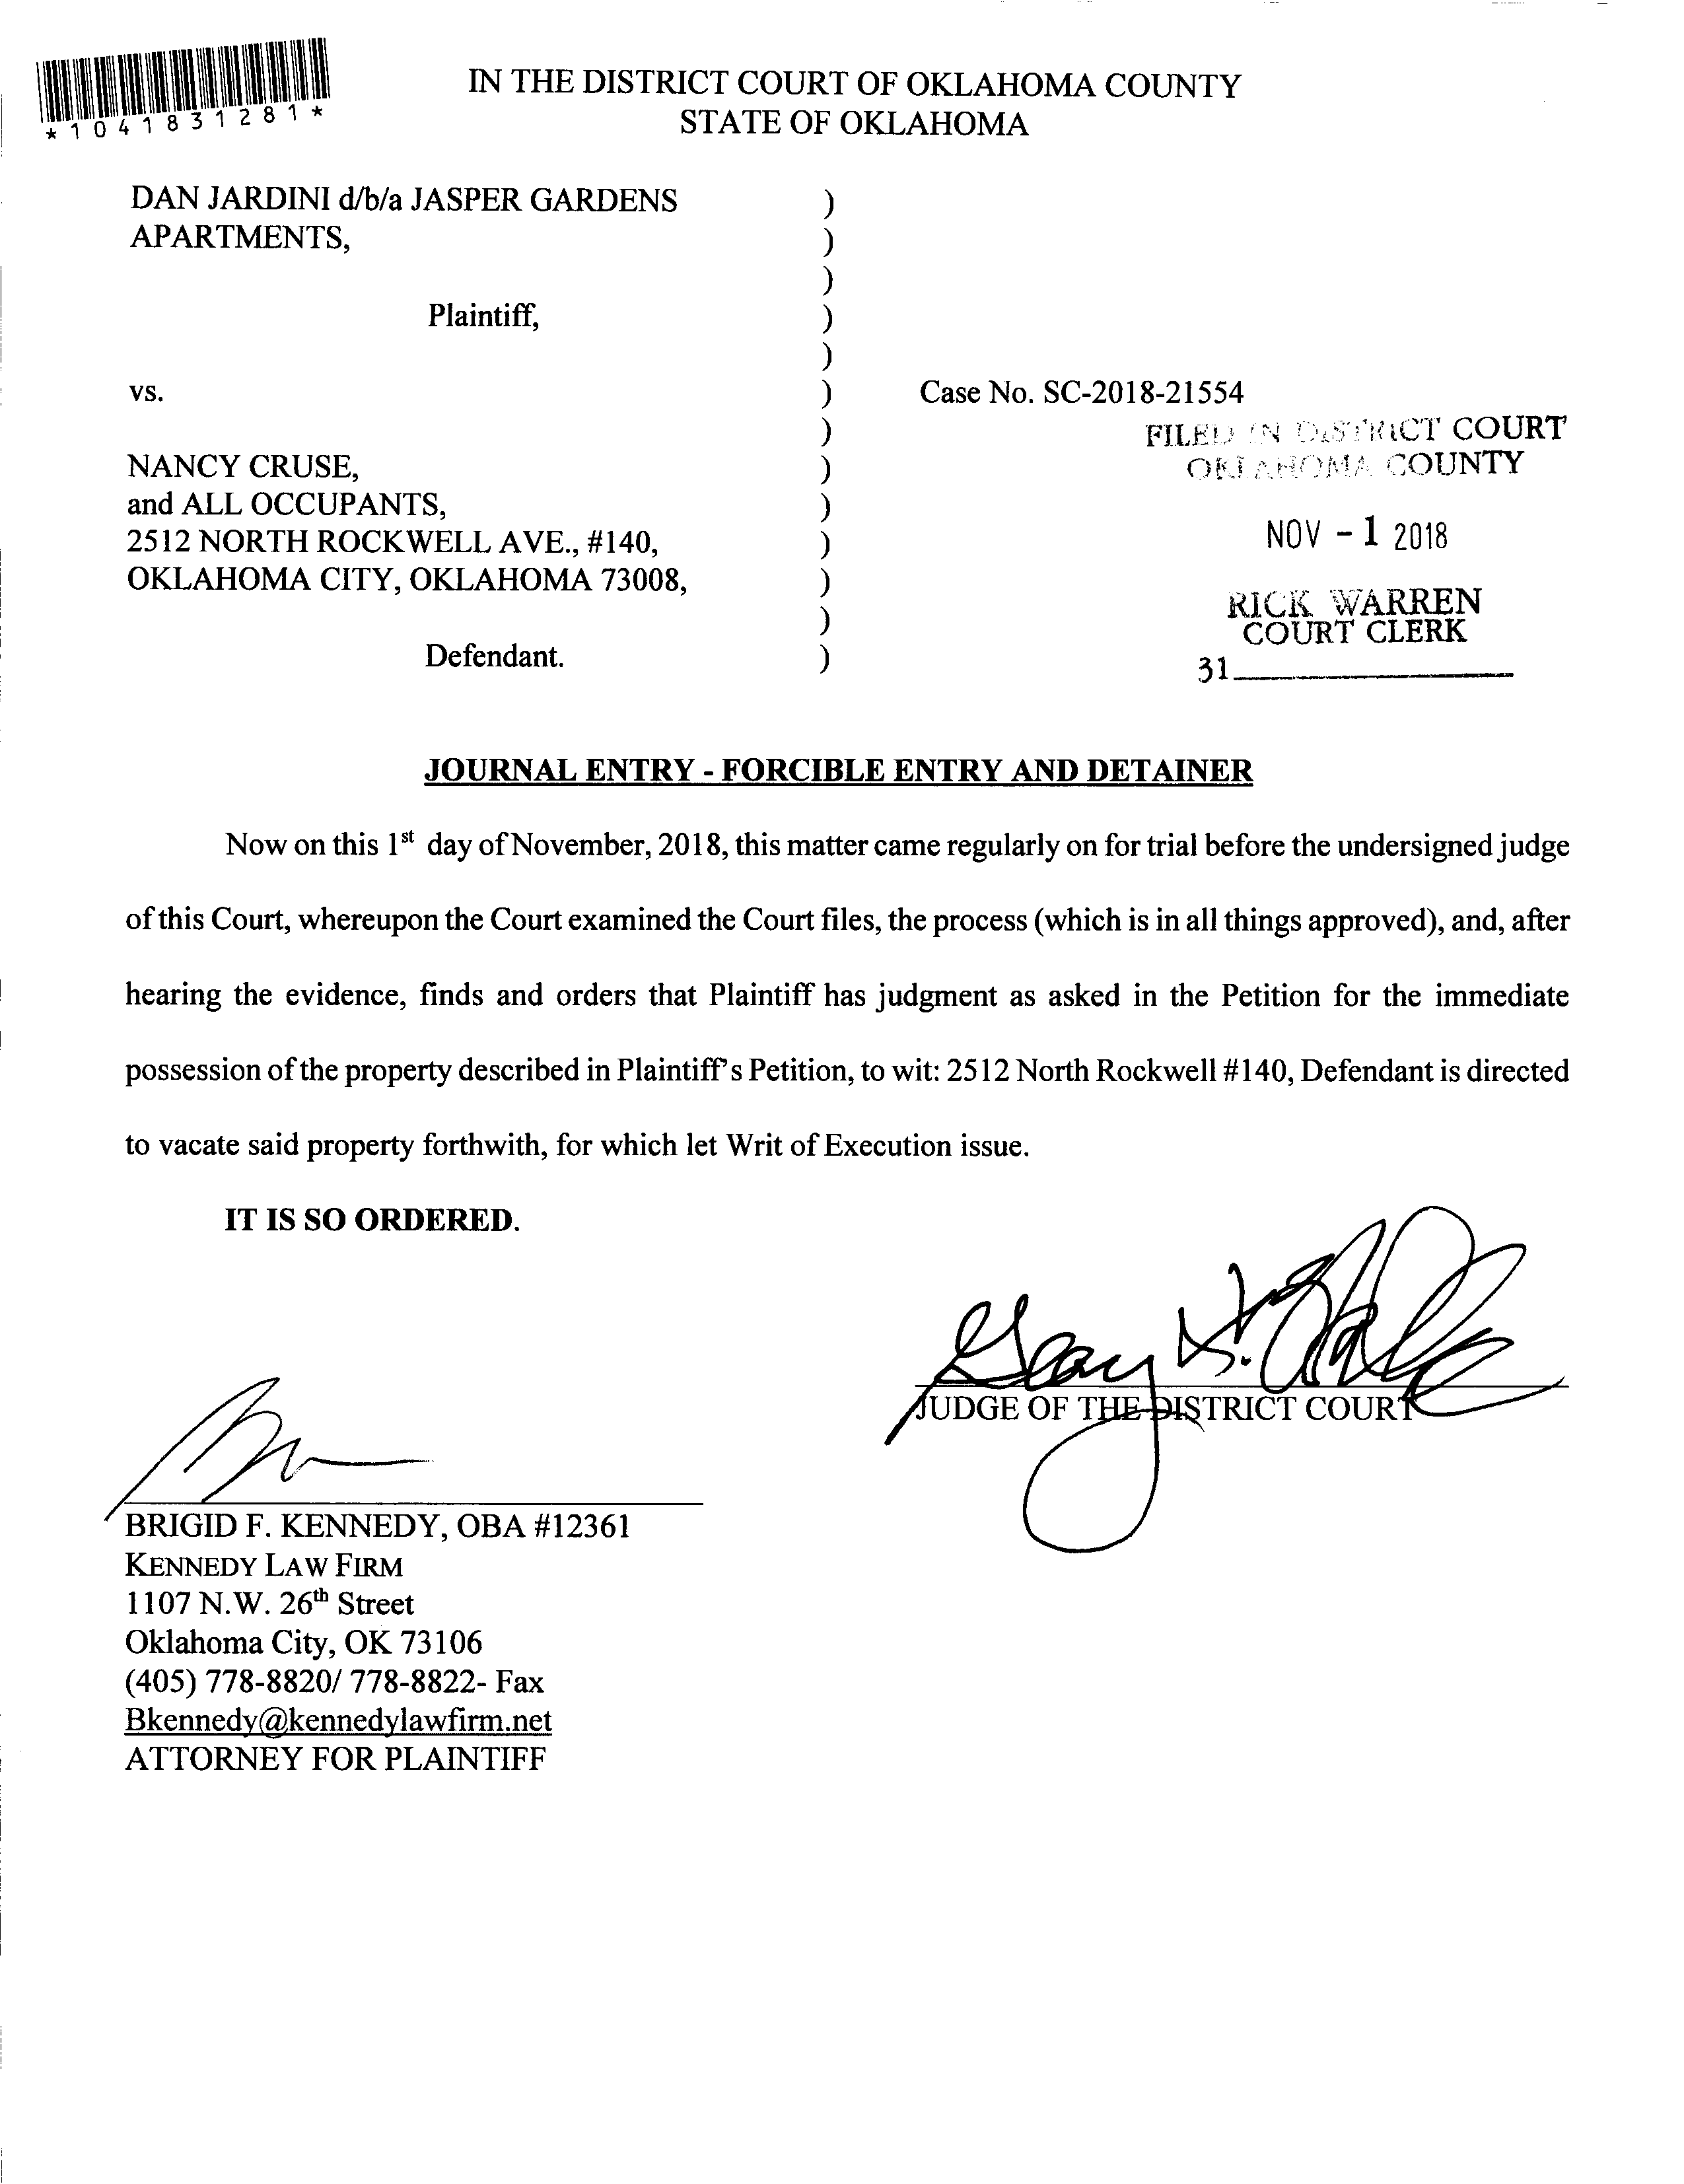 *1041831281*
IN THE DISTRICT COURT OF OKLAHOMA COUNTY
STATE OF OKLAHOMA
DAN JARDINI d/b/a JASPER GARDENS )
APARTMENTS, )
)
Plaintiff, )
)
vs. ) Case No. SC-2018-21554
)
NANCY CRUSE, )
and ALL OCCUPANTS, )
2512 NORTH ROCKWELL AVE., #140, )
OKLAHOMA CITY, OKLAHOMA 73008, )
)
Defendant. )
FILED IN DISTRICT COURT
OKLAHOMA COUNTY
NOV - 1 2018
RICK WARREN
COURT CLERK
31
JOURNAL ENTRY - FORCIBLE ENTRY AND DETAINER
Now on this 1st day of November, 2018, this matter came regularly on for trial before the undersigned judge
of this Court, whereupon the Court examined the Court files, the process (which is in all things approved), and, after
hearing the evidence, finds and orders that Plaintiff has judgment as asked in the Petition for the immediate
possession of the property described in Plaintiff's Petition, to wit: 2512 North Rockwell #140, Defendant is directed
to vacate said property forthwith, for which let Writ of Execution issue.
IT IS SO ORDERED.
JUDGE OF THE DISTRICT COURT
BRIGID F. KENNEDY, OBA #12361
KENNEDY LAW FIRM
1107 N.W. 26th Street
Oklahoma City, OK 73106
(405) 778-8820/ 778-8822- Fax
Bkennedy@kennedylawfirm.net
ATTORNEY FOR PLAINTIFF